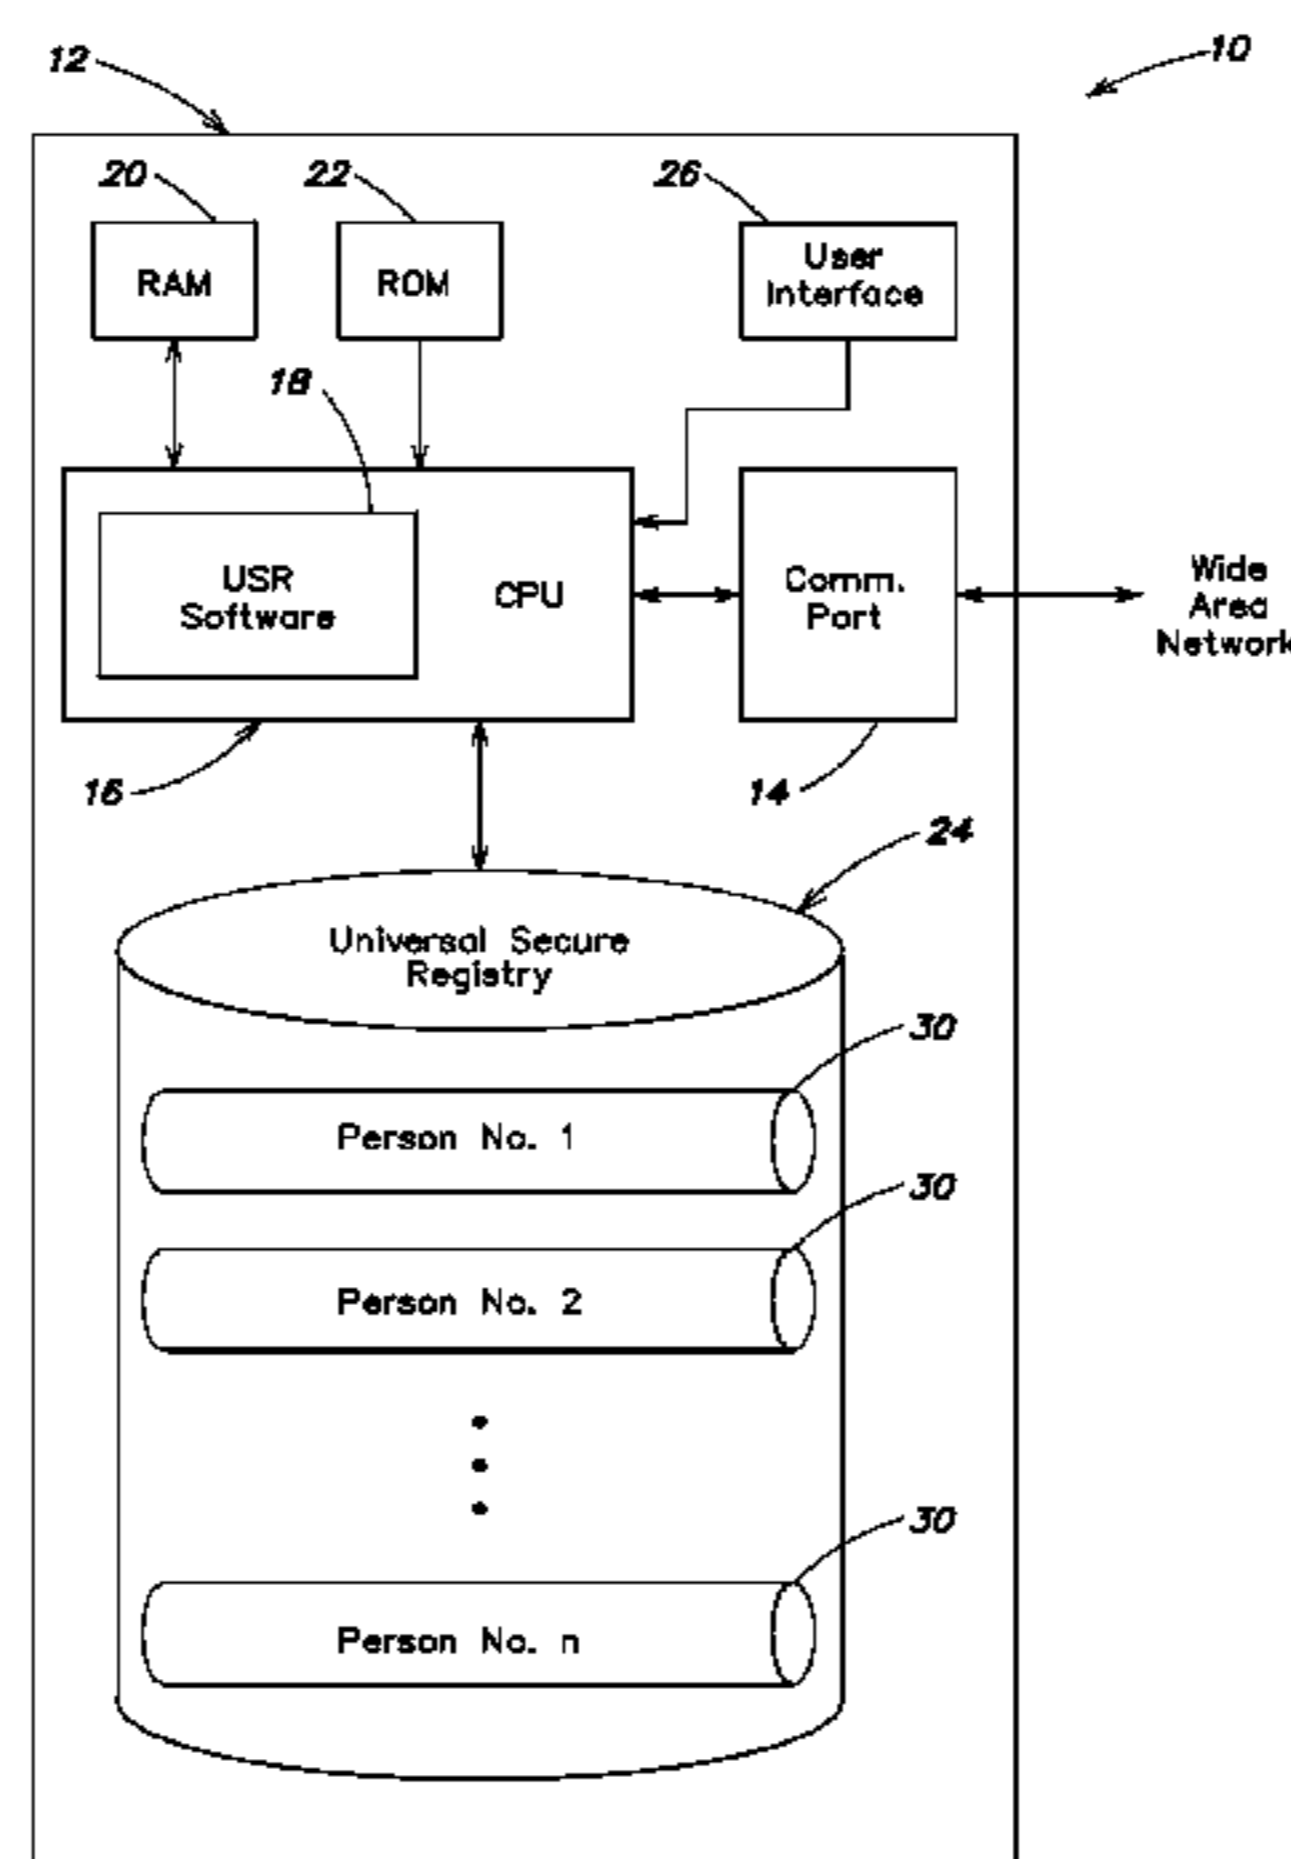 12
10
20
22
26
RAM
ROM
User
Interface
18
USR
Software
CPU
Comm.
Port
Wide
Area
Network
16
14
24
Universal Secure
Registry
30
Person No. 1
30
Person No. 2
30
Person No. n